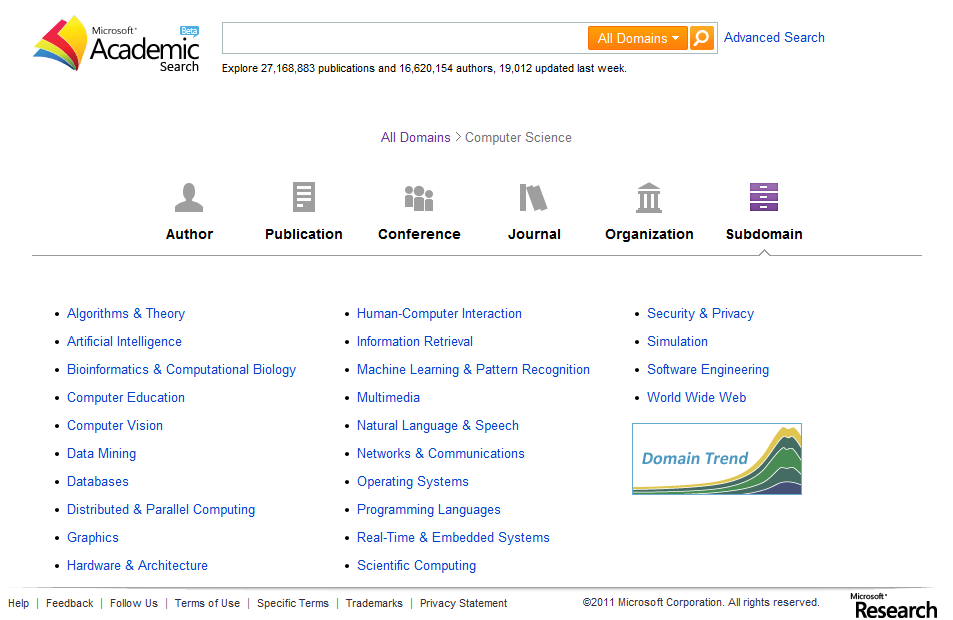 Microsoft® Beta
Academic
Search
All Domains
Advanced Search
Explore 27,168,883 publications and 16,620,154 authors, 19,012 updated last week.
All Domains > Computer Science
Author Publication Conference Journal Organization Subdomain
• Algorithms & Theory
• Artificial Intelligence
• Bioinformatics & Computational Biology
• Computer Education
• Computer Vision
• Data Mining
• Databases
• Distributed & Parallel Computing
• Graphics
• Hardware & Architecture
• Human-Computer Interaction
• Information Retrieval
• Machine Learning & Pattern Recognition
• Multimedia
• Natural Language & Speech
• Networks & Communications
• Operating Systems
• Programming Languages
• Real-Time & Embedded Systems
• Scientific Computing
• Security & Privacy
• Simulation
• Software Engineering
• World Wide Web
Domain Trend
Help | Feedback | Follow Us | Terms of Use | Specific Terms | Trademarks | Privacy Statement
©2011 Microsoft Corporation. All rights reserved.
Microsoft®
Research